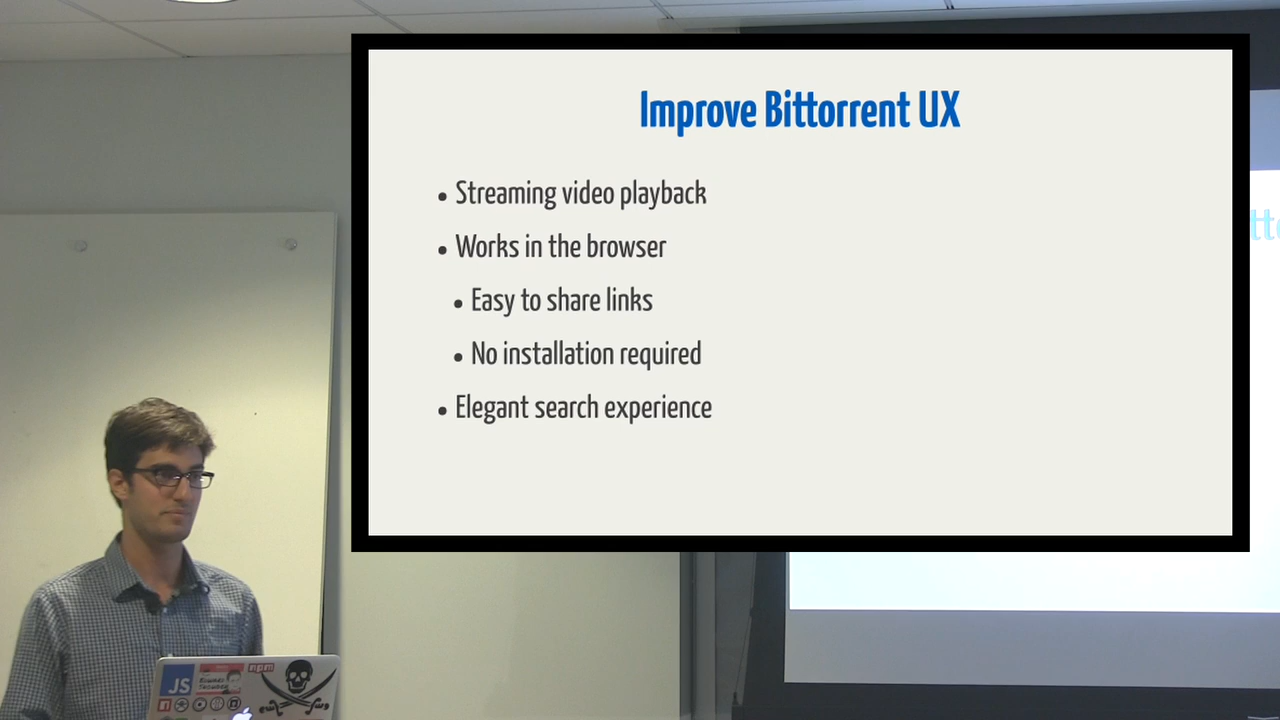 Improve Bittorrent UX
• Streaming video playback
• Works in the browser
• Easy to share links
• No installation required
• Elegant search experience
tto
JS
npm